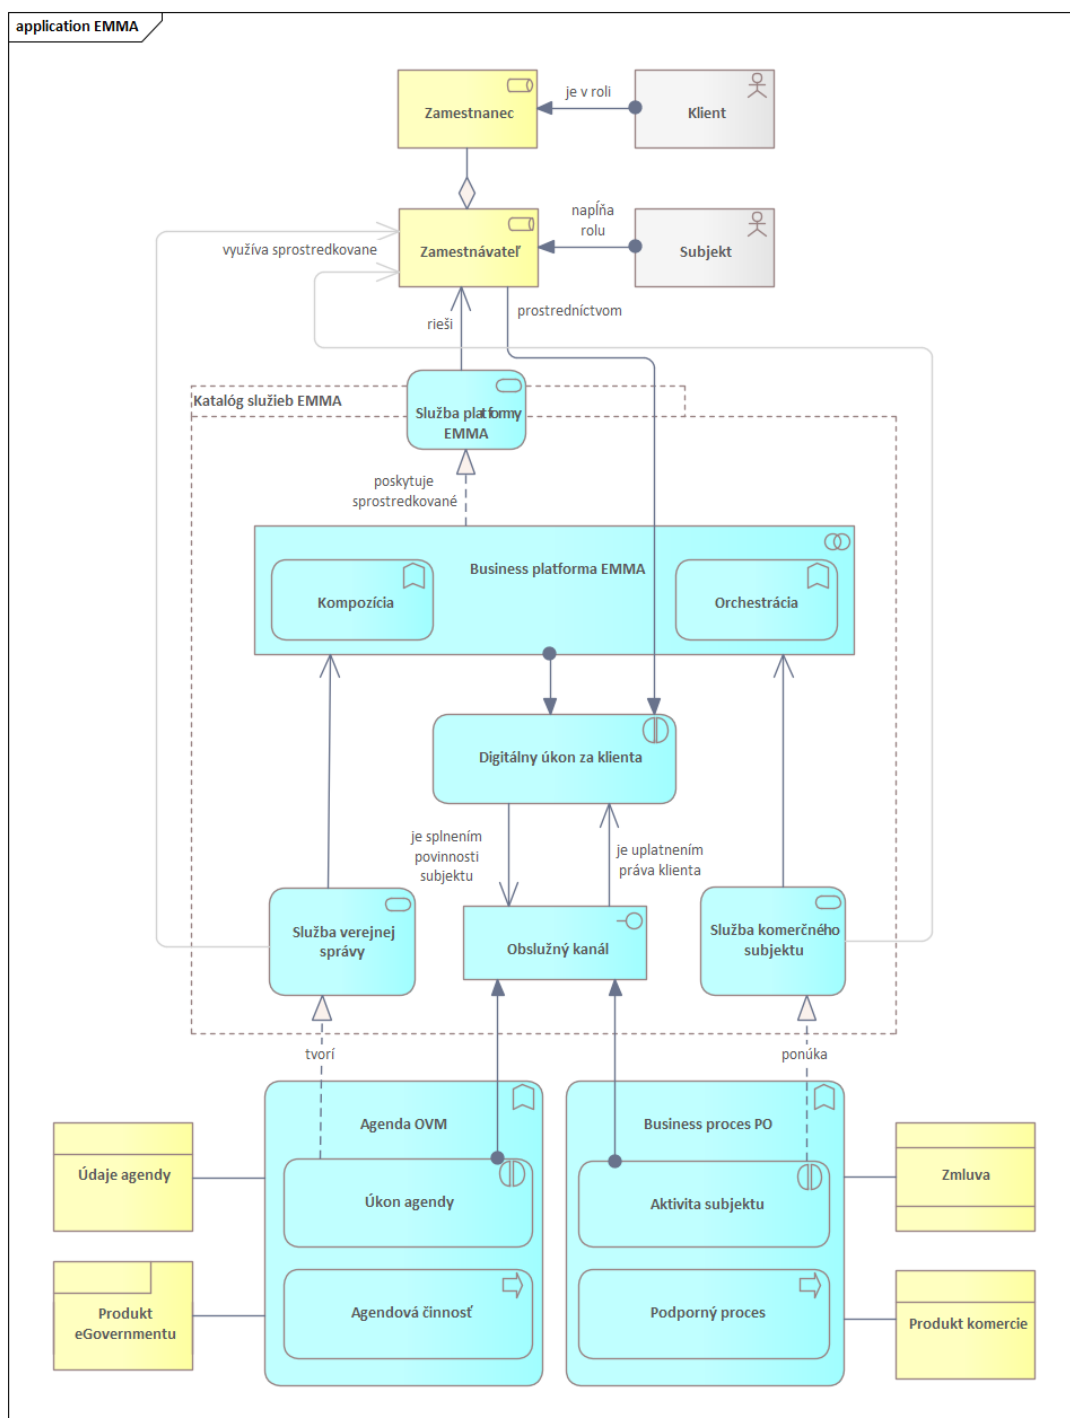 application EMMA
Zamestnanec
je v roli
Klient
Zamestnávateľ
napĺňa
rolu
Subjekt
využíva sprostredkovane
rieši
prostredníctvom
Katalóg služieb EMMA
Služba platformy
EMMA
poskytuje
sprostredkované
Business platforma EMMA
Kompozícia
Orchestrácia
Digitálny úkon za klienta
je splnením
povinnosti
subjektu
je uplatnením
práva klienta
Služba verejnej
správy
Obslužný kanál
Služba komerčného
subjektu
tvorí
ponúka
Agenda OVM
Business proces PO
Údaje agendy
Úkon agendy
Aktivita subjektu
Zmluva
Produkt
eGovernmentu
Agendová činnosť
Podporný proces
Produkt komercie